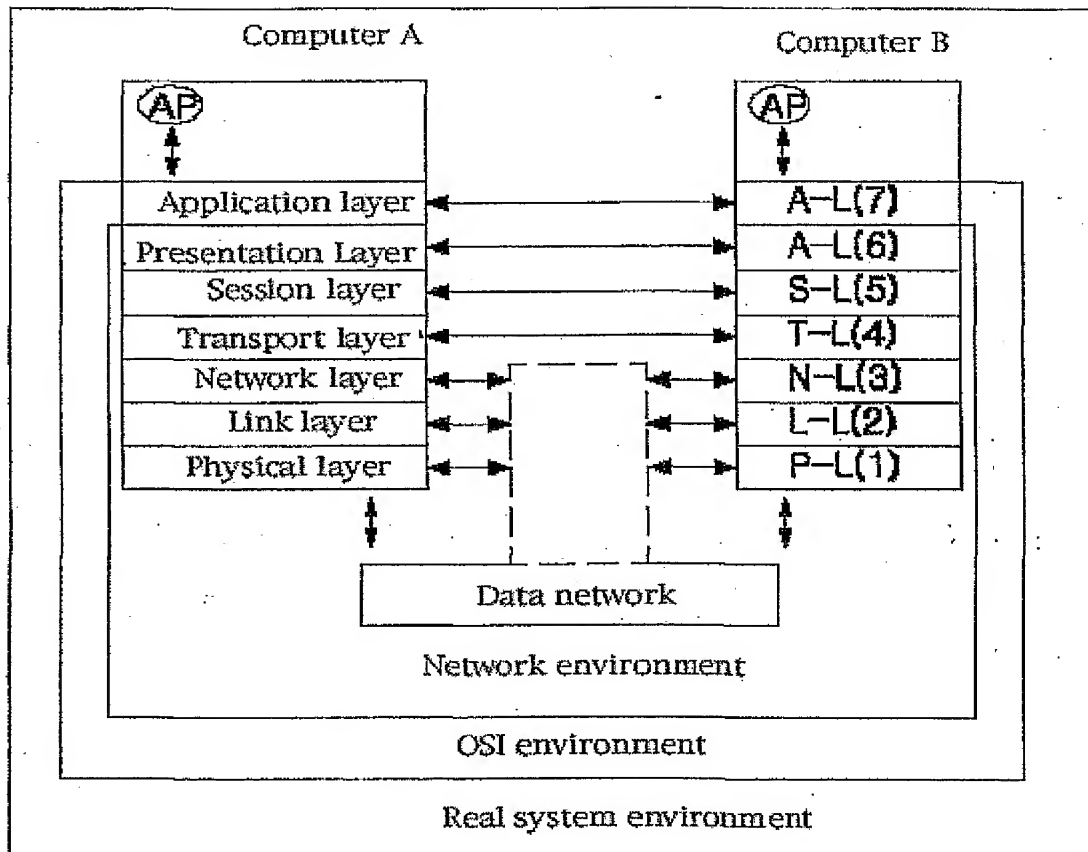 Computer A
Computer B
AP
AP
Application layer
A-L(7)
Presentation Layer
A-L(6)
Session layer
S-L(5)
Transport layer
T-L(4)
Network layer
N-L(3)
Link layer
L-L(2)
Physical layer
P-L(1)
Data network
Network environment
OSI environment
Real system environment